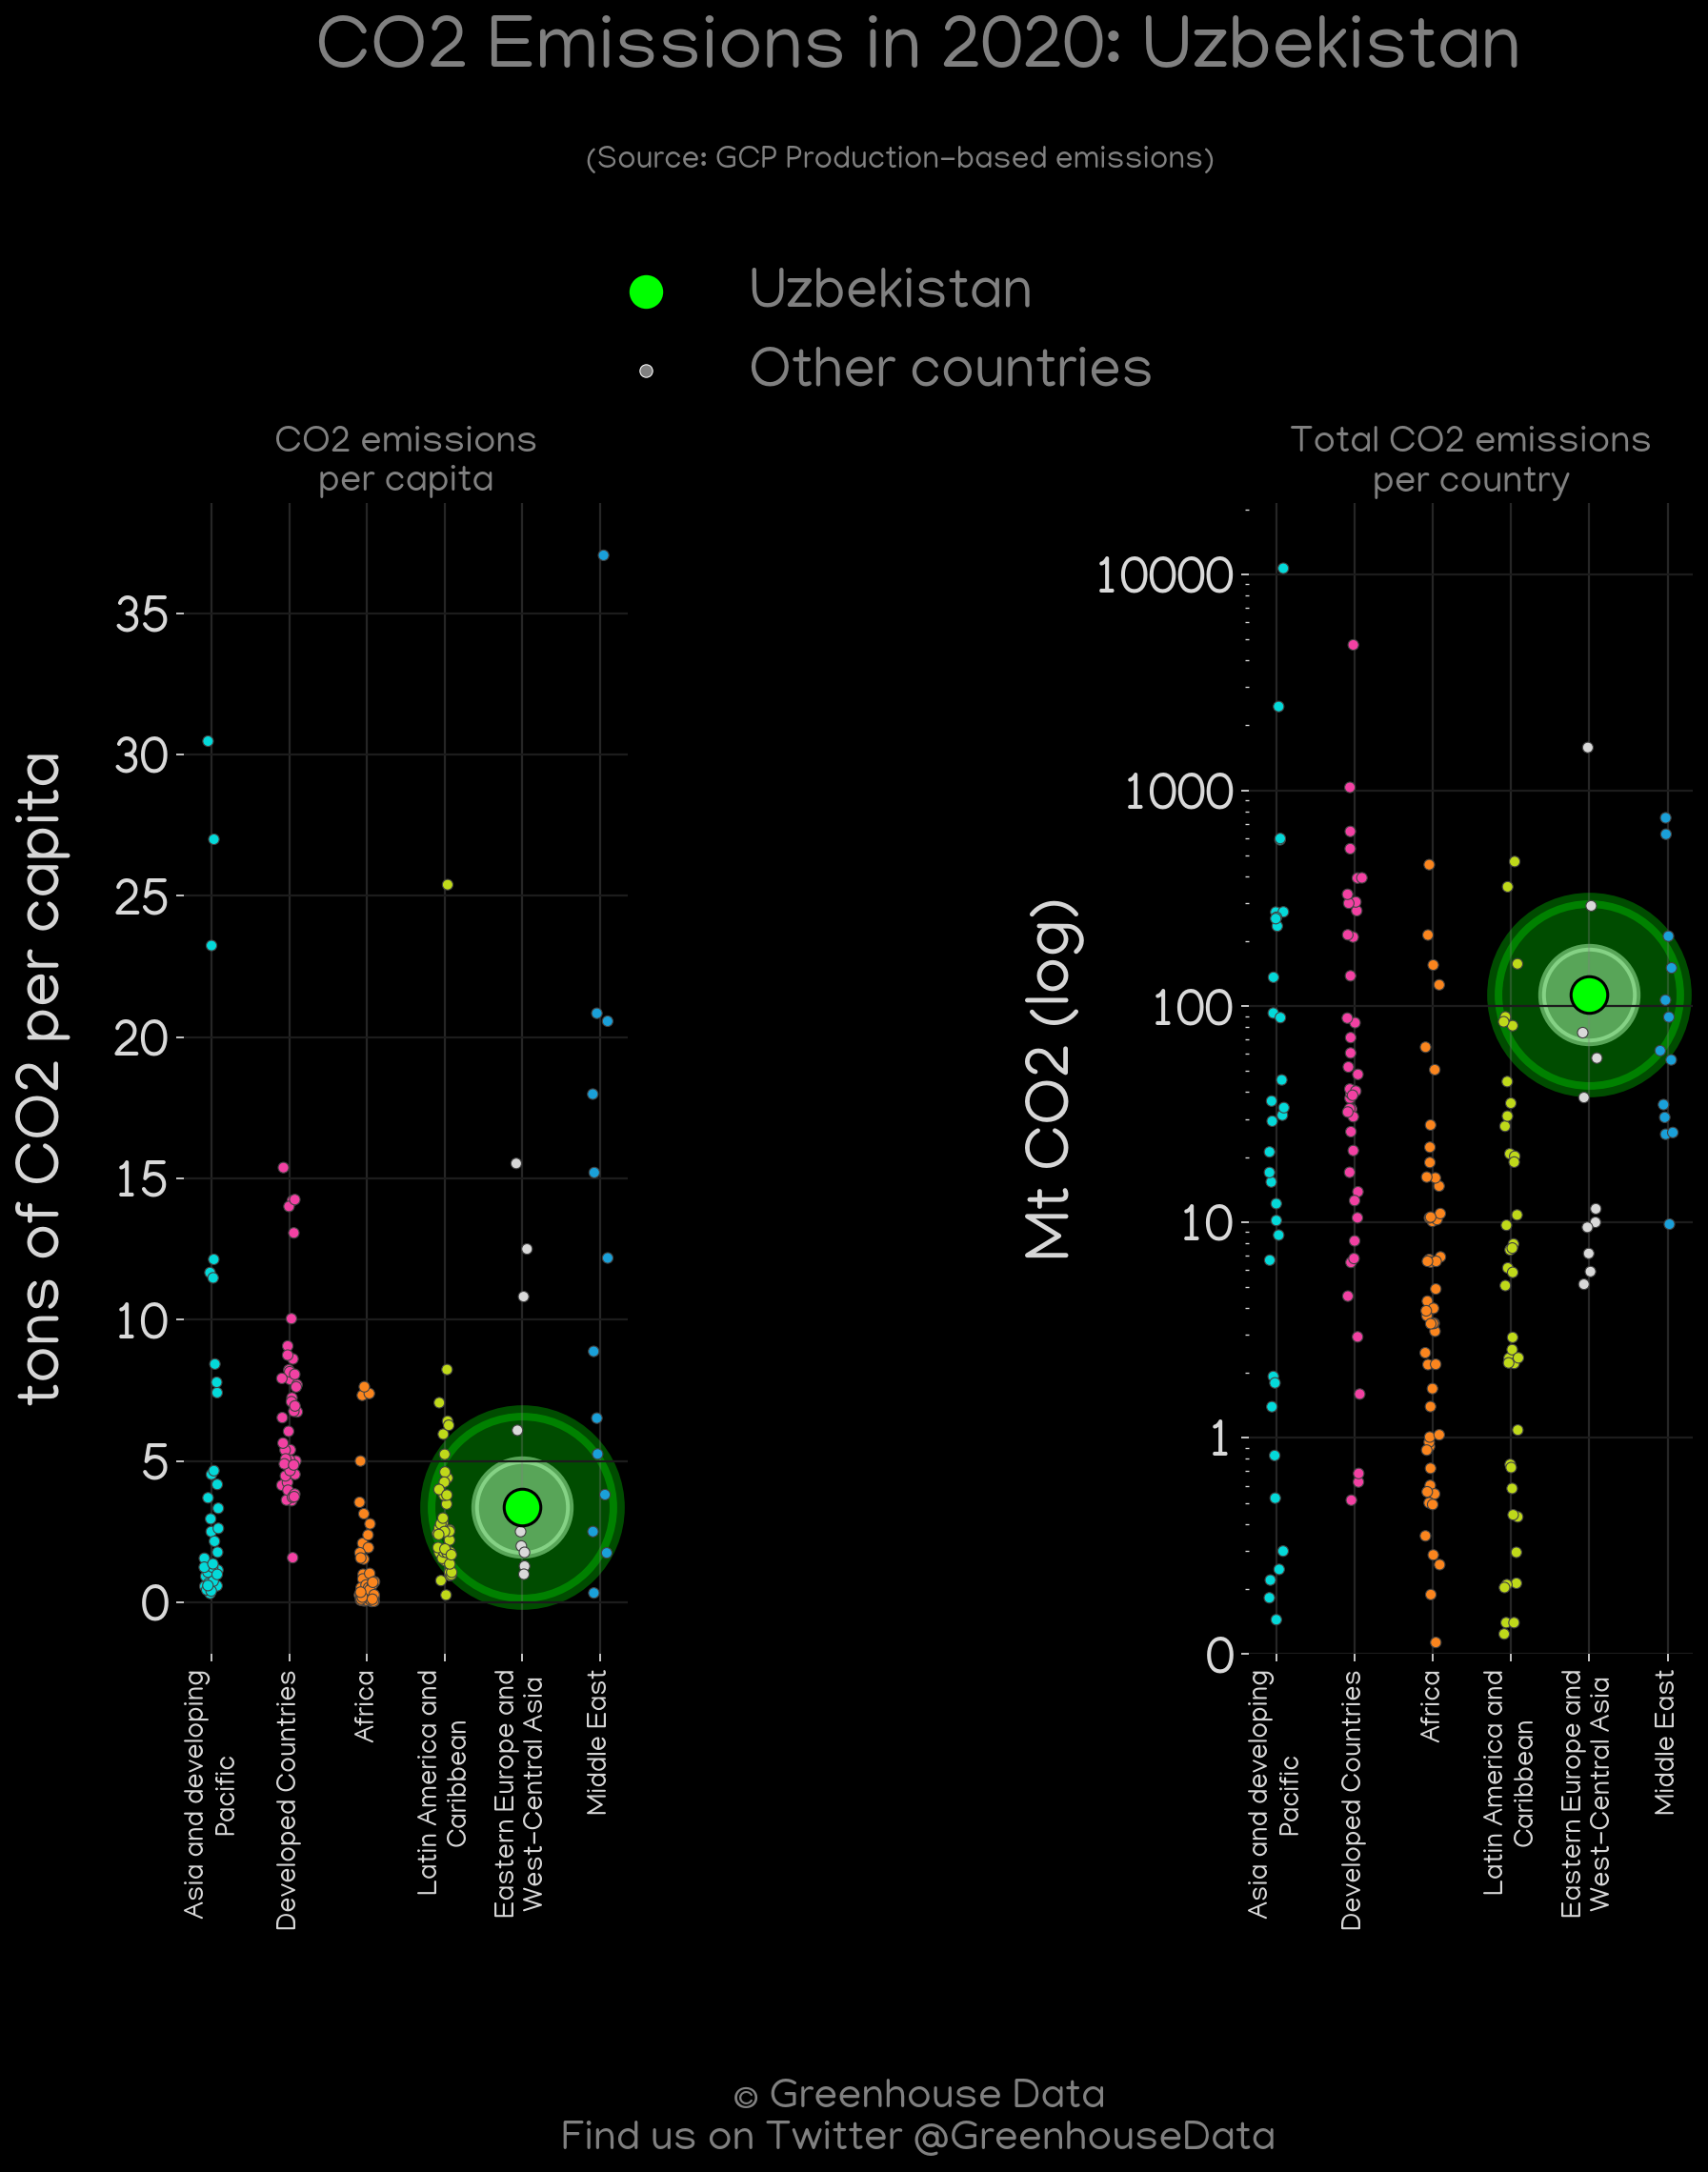 CO2 Emissions in 2020: Uzbekistan
(Source: GCP Production-based emissions)
Uzbekistan
Other countries
CO2 emissions
per capita
tons of CO2 per capita
35
30
25
20
15
10
5
0
Asia and developing
Pacific
Developed Countries
Africa
Latin America and
Caribbean
Eastern Europe and
West-Central Asia
Middle East
Total CO2 emissions
per country
Mt CO2 (log)
10000
1000
100
10
1
0
Asia and developing
Pacific
Developed Countries
Africa
Latin America and
Caribbean
Eastern Europe and
West-Central Asia
Middle East
© Greenhouse Data
Find us on Twitter @GreenhouseData